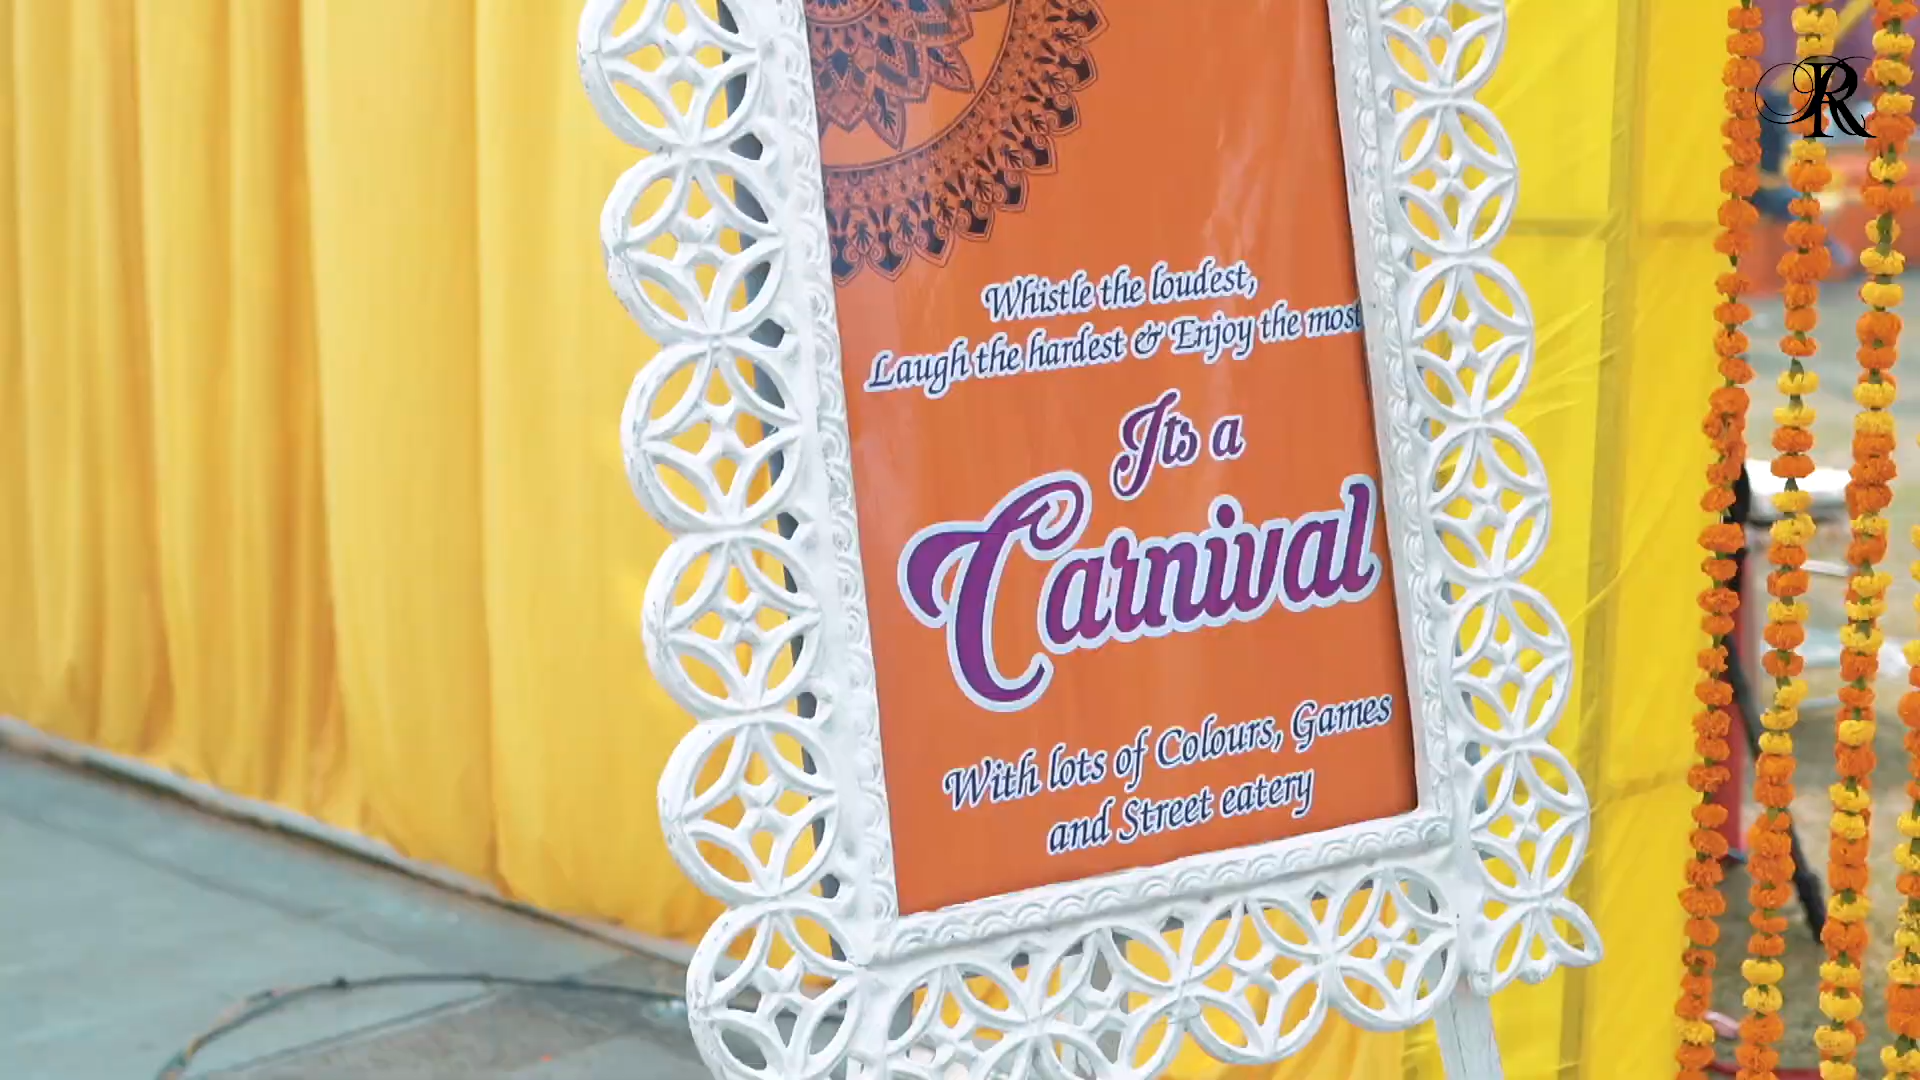 Whistle the loudest,
Laugh the hardest & Enjoy the most
Its a
Carnival
With lots of Colours, Games
and Street eatery
R